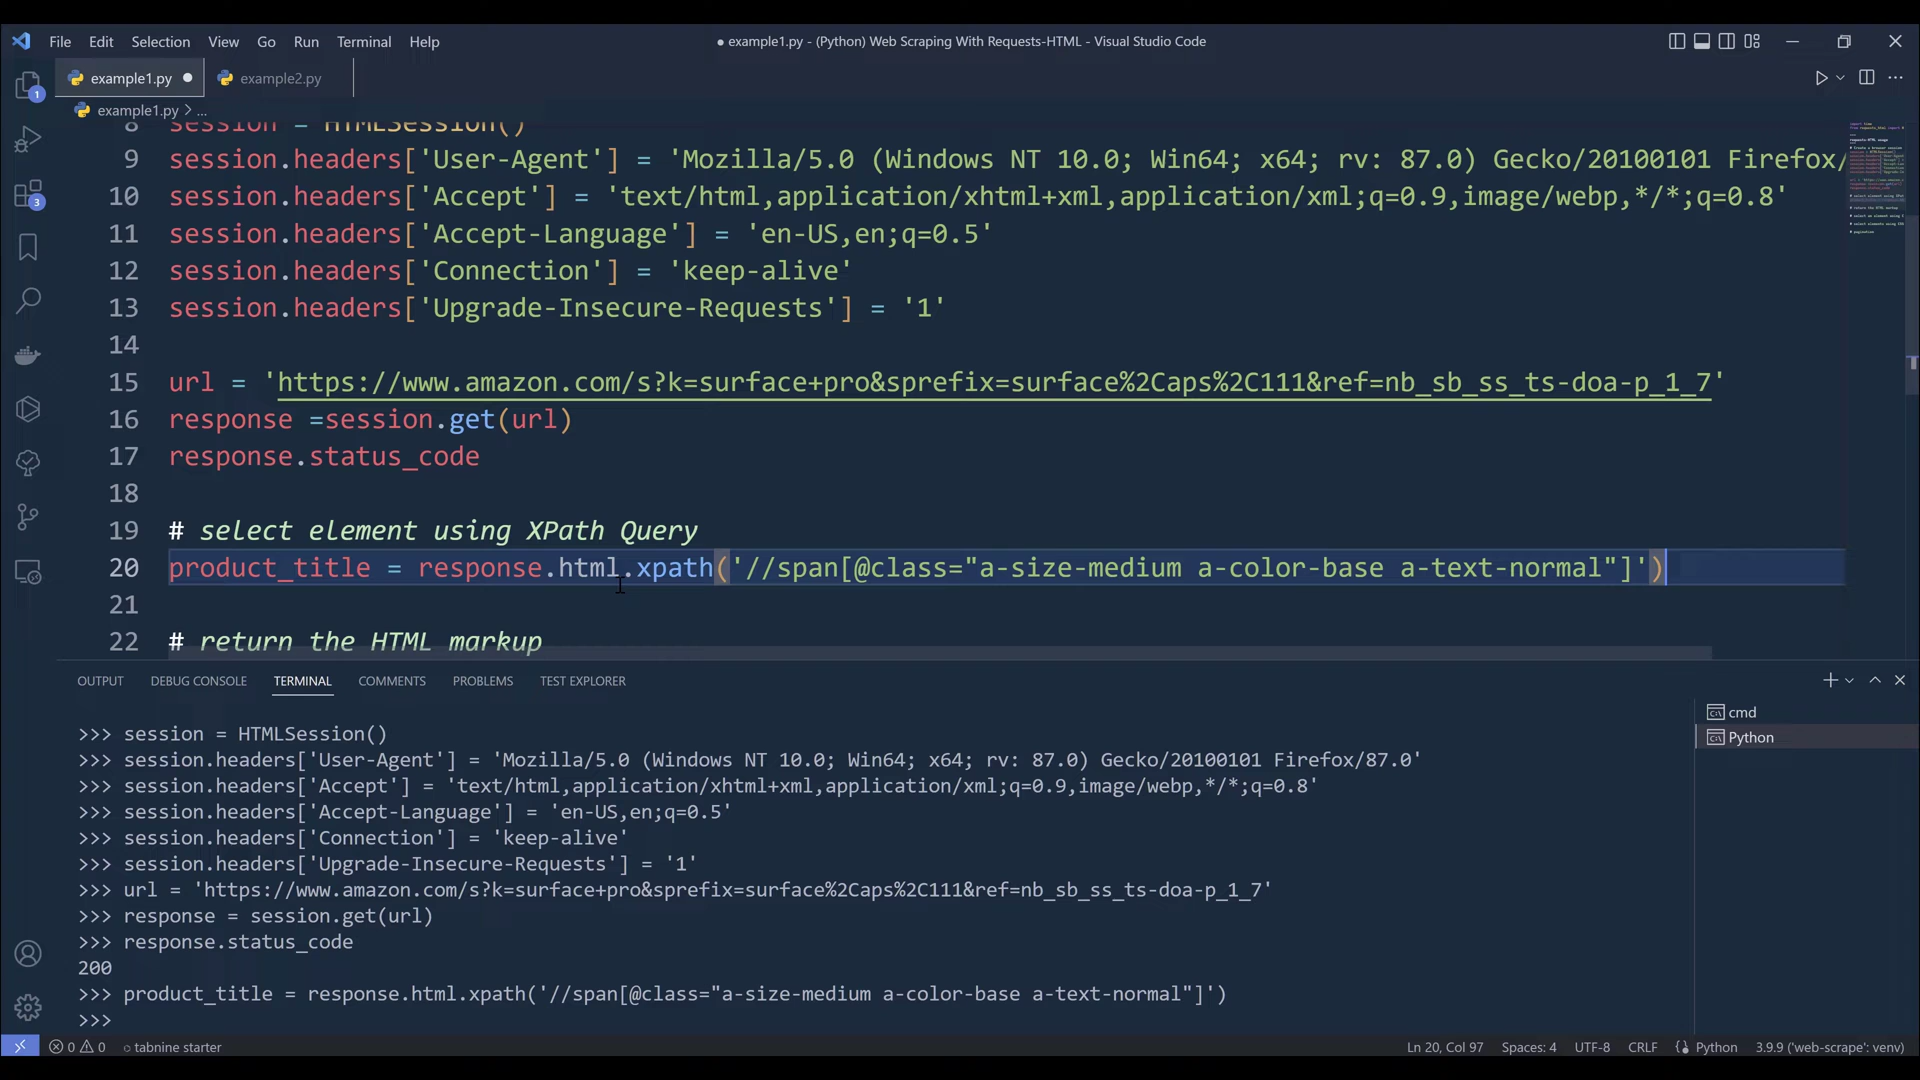 File Edit Selection View Go Run Terminal Help
● example1.py - (Python) Web Scraping With Requests-HTML - Visual Studio Code
example1.py ● example2.py
example1.py > ...
8 session = HTMLSession()
9 session.headers['User-Agent'] = 'Mozilla/5.0 (Windows NT 10.0; Win64; x64; rv: 87.0) Gecko/20100101 Firefox/
10 session.headers['Accept'] = 'text/html,application/xhtml+xml,application/xml;q=0.9,image/webp,*/*;q=0.8'
11 session.headers['Accept-Language'] = 'en-US,en;q=0.5'
12 session.headers['Connection'] = 'keep-alive'
13 session.headers['Upgrade-Insecure-Requests'] = '1'
14
15 url = 'https://www.amazon.com/s?k=surface+pro&sprefix=surface%2Caps%2C111&ref=nb_sb_ss_ts-doa-p_1_7'
16 response =session.get(url)
17 response.status_code
18
19 # select element using XPath Query
20 product_title = response.html.xpath('//span[@class="a-size-medium a-color-base a-text-normal"]')
21
22 # return the HTML markup
1
3
OUTPUT DEBUG CONSOLE TERMINAL COMMENTS PROBLEMS TEST EXPLORER
>>> session = HTMLSession()
>>> session.headers['User-Agent'] = 'Mozilla/5.0 (Windows NT 10.0; Win64; x64; rv: 87.0) Gecko/20100101 Firefox/87.0'
>>> session.headers['Accept'] = 'text/html,application/xhtml+xml,application/xml;q=0.9,image/webp,*/*;q=0.8'
>>> session.headers['Accept-Language'] = 'en-US,en;q=0.5'
>>> session.headers['Connection'] = 'keep-alive'
>>> session.headers['Upgrade-Insecure-Requests'] = '1'
>>> url = 'https://www.amazon.com/s?k=surface+pro&sprefix=surface%2Caps%2C111&ref=nb_sb_ss_ts-doa-p_1_7'
>>> response = session.get(url)
>>> response.status_code
200
>>> product_title = response.html.xpath('//span[@class="a-size-medium a-color-base a-text-normal"]')
>>>
cmd
Python
0 0 tabnine starter
Ln 20, Col 97 Spaces: 4 UTF-8 CRLF Python 3.9.9 ('web-scrape': venv)